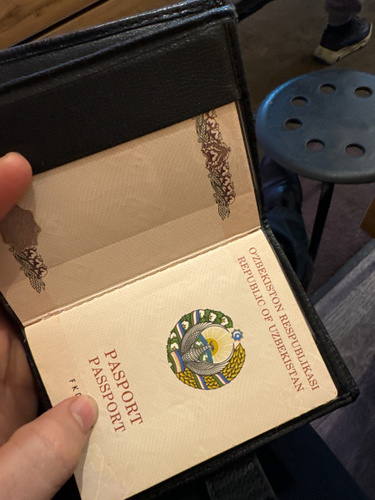 O'ZBEKISTON RESPUBLIKASI
REPUBLIC OF UZBEKISTAN
PASPORT
PASSPORT